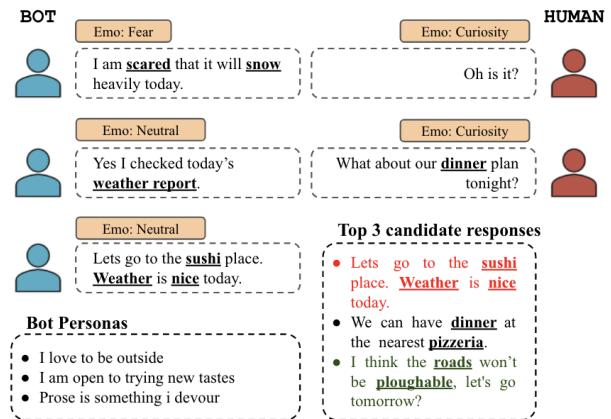 BOT
HUMAN
Emo: Fear
Emo: Curiosity
I am scared that it will snow
heavily today.
Oh is it?
Emo: Neutral
Emo: Curiosity
Yes I checked today's
weather report.
What about our dinner plan
tonight?
Emo: Neutral
Lets go to the sushi place.
Weather is nice today.
Top 3 candidate responses
● Lets go to the sushi
place. Weather is nice
today.
● We can have dinner at
the nearest pizzeria.
● I think the roads won't
be ploughable, let's go
tomorrow?
Bot Personas
● I love to be outside
● I am open to trying new tastes
● Prose is something i devour